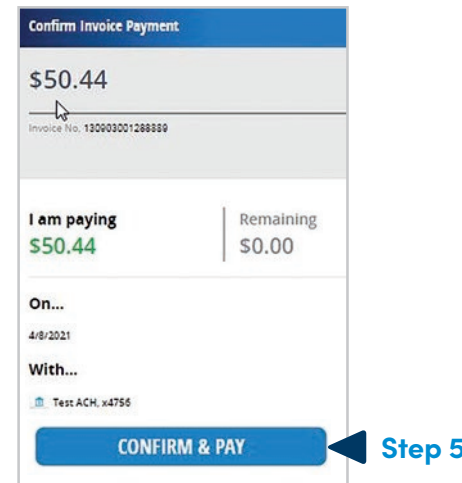 Confirm Invoice Payment
$50.44
Invoice No. 130903001288889
I am paying Remaining
$50.44 $0.00
On...
4/8/2021
With...
Test ACH, x4756
CONFIRM & PAY Step 5